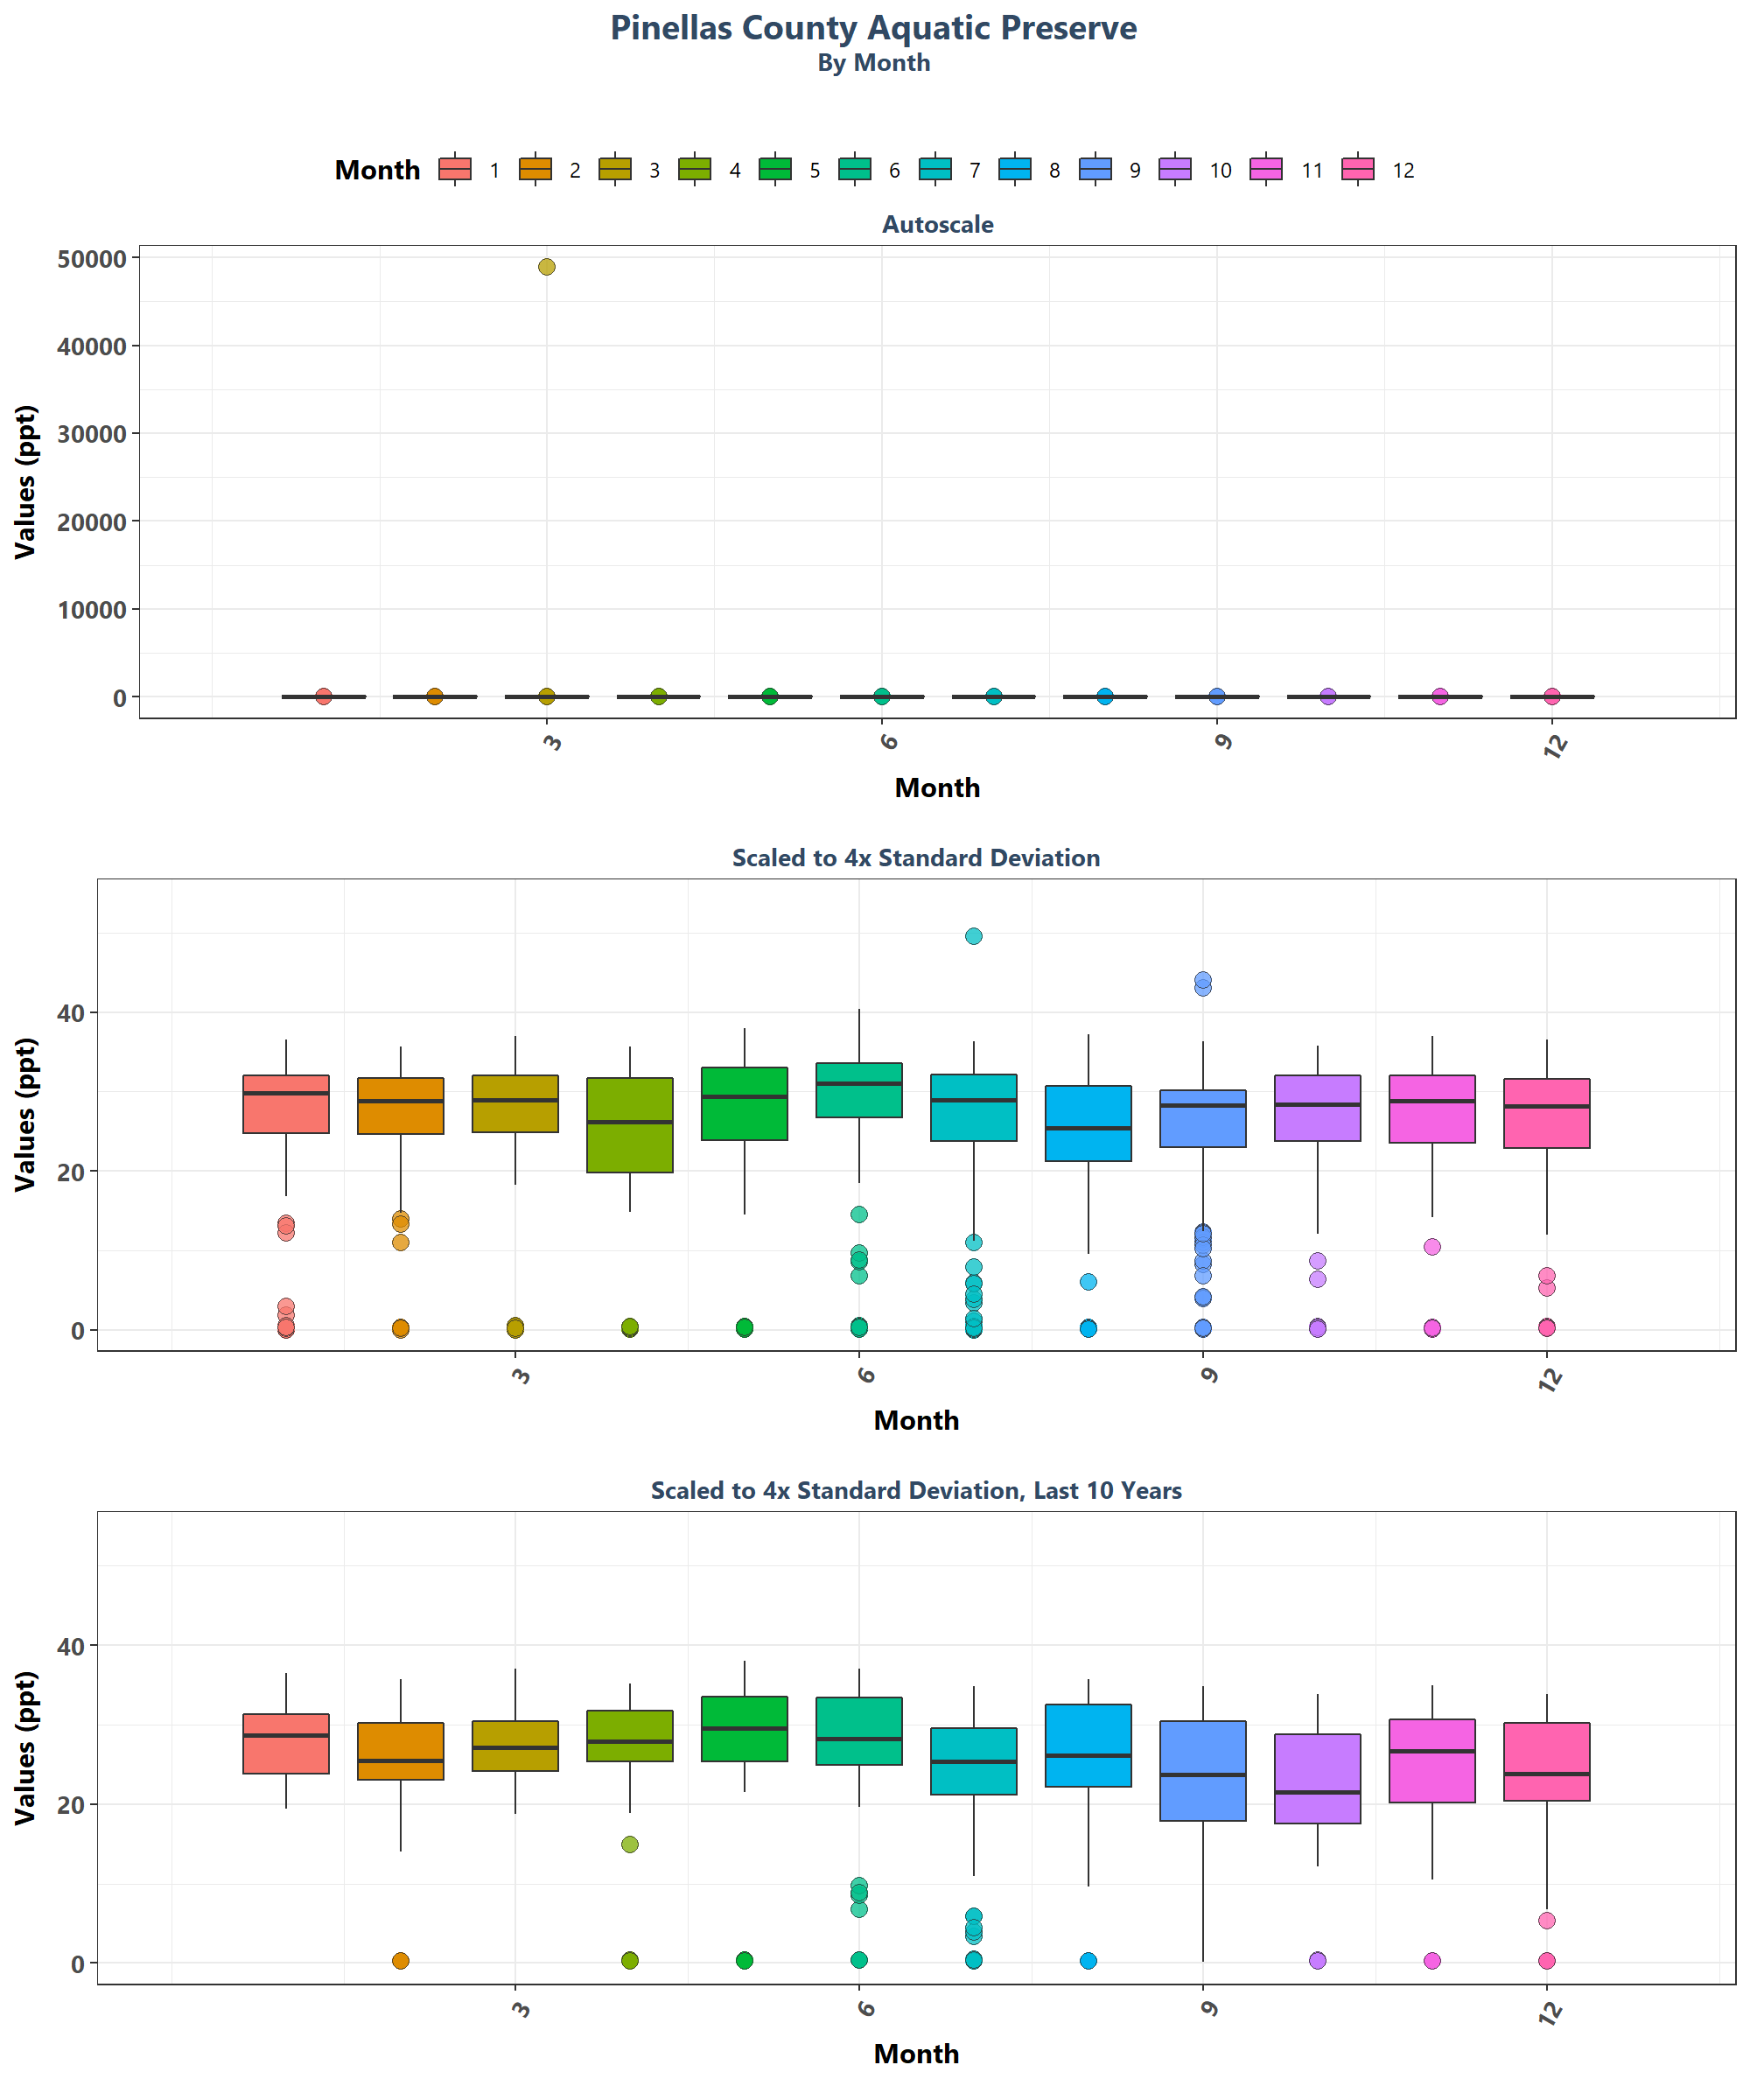 Pinellas County Aquatic Preserve
By Month
Month 1 2 3 4 5 6 7 8 9 10 11 12
Autoscale
Values (ppt)
50000
40000
30000
20000
10000
0
3 6 9 12
Month
Scaled to 4x Standard Deviation
Values (ppt)
40
20
0
3 6 9 12
Month
Scaled to 4x Standard Deviation, Last 10 Years
Values (ppt)
40
20
0
3 6 9 12
Month